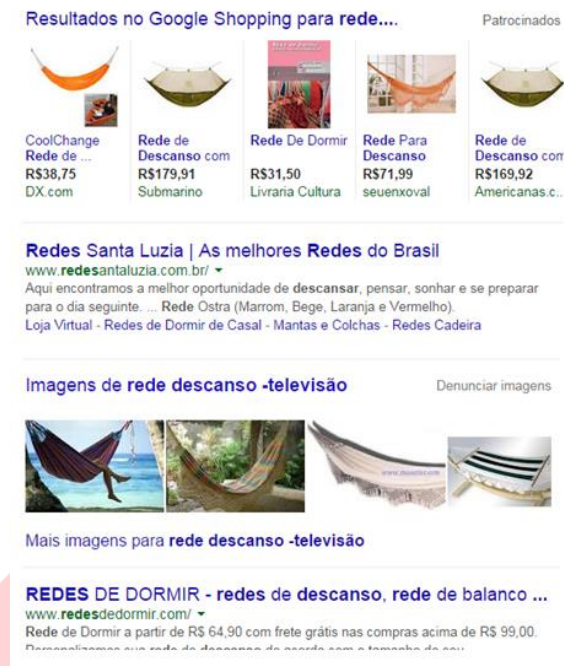 Resultados no Google Shopping para rede.... Patrocinados
CoolChange Rede de ... R$38,75 DX.com
Rede de Descanso com R$179,91 Submarino
Rede De Dormir R$31,50 Livraria Cultura
Rede Para Descanso R$71,99 seuenxoval
Rede de Descanso com R$169,92 Americanas.c...
Redes Santa Luzia | As melhores Redes do Brasil
www.redesantaluzia.com.br/
Aqui encontramos a melhor oportunidade de descansar, pensar, sonhar e se preparar
para o dia seguinte. ... Rede Ostra (Marrom, Bege, Laranja e Vermelho).
Loja Virtual - Redes de Dormir de Casal - Mantas e Colchas - Redes Cadeira
Imagens de rede descanso -televisão Denunciar imagens
Mais imagens para rede descanso -televisão
REDES DE DORMIR - redes de descanso, rede de balanco ...
www.redesdedormir.com/
Rede de Dormir a partir de R$ 64,90 com frete grátis nas compras acima de R$ 99,00.